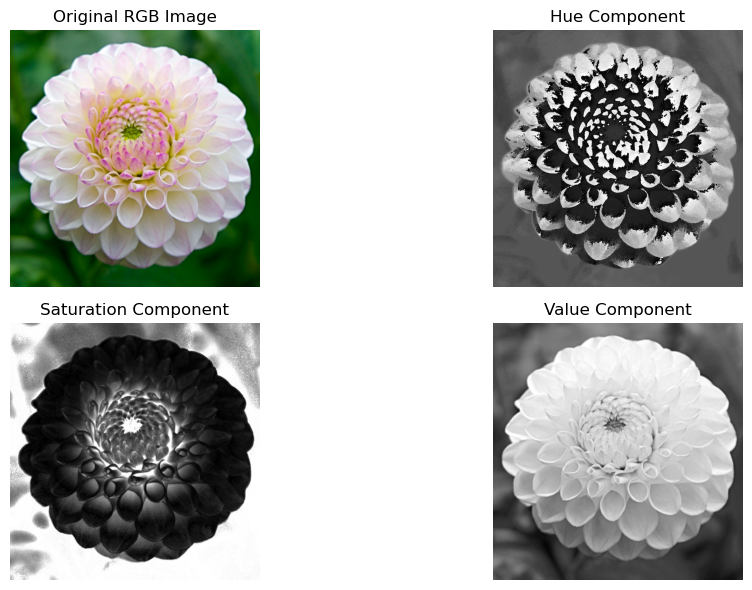 Original RGB Image
Hue Component
Saturation Component
Value Component